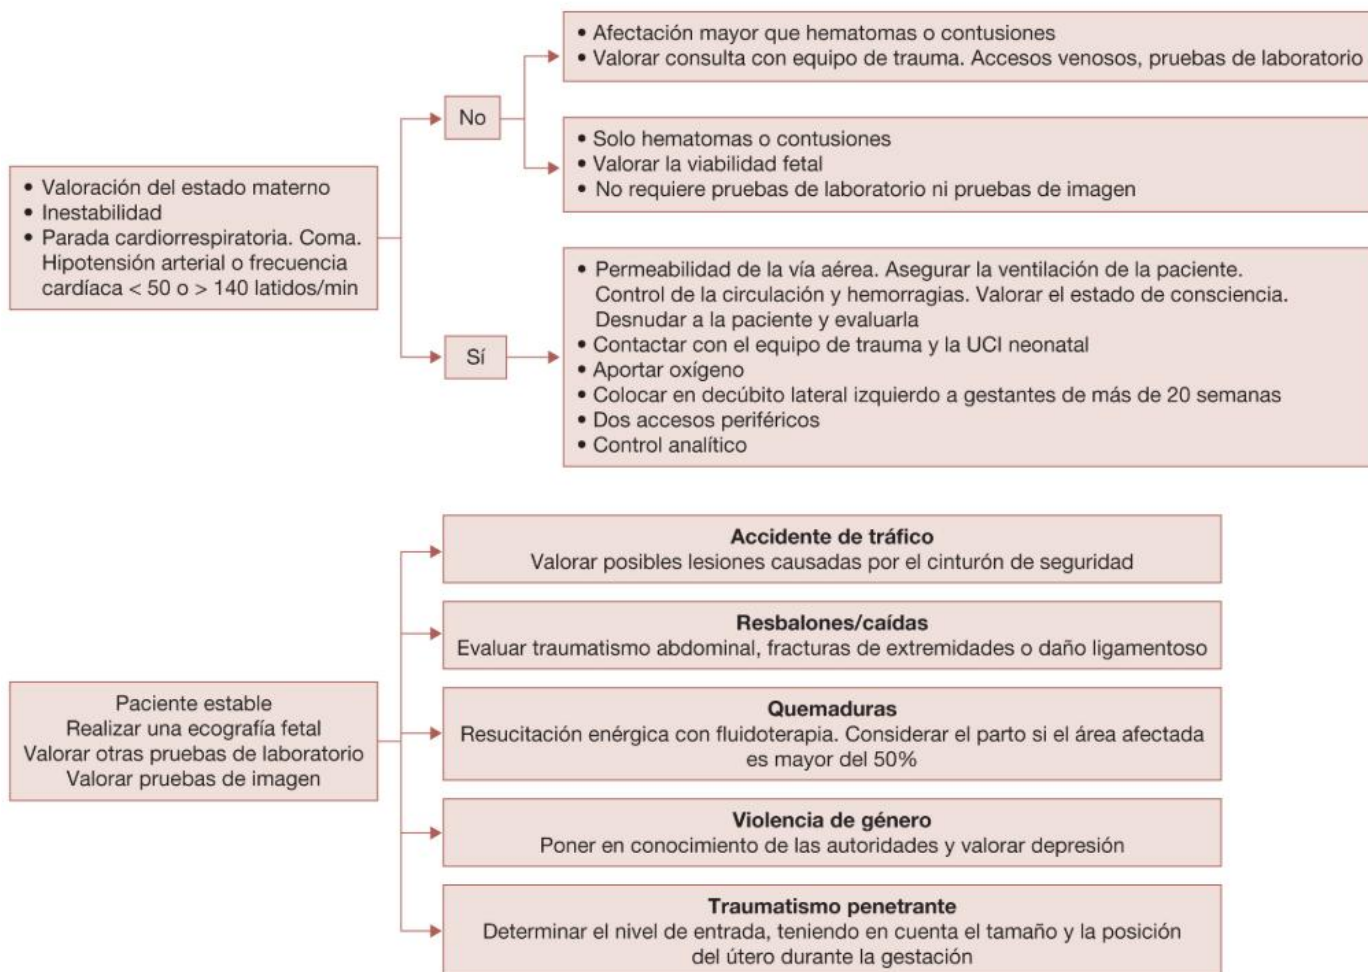 • Valoración del estado materno
• Inestabilidad
• Parada cardiorrespiratoria. Coma.
Hipotensión arterial o frecuencia
cardíaca < 50 o > 140 latidos/min
No
• Afectación mayor que hematomas o contusiones
• Valorar consulta con equipo de trauma. Accesos venosos, pruebas de laboratorio
• Solo hematomas o contusiones
• Valorar la viabilidad fetal
• No requiere pruebas de laboratorio ni pruebas de imagen
Sí
• Permeabilidad de la vía aérea. Asegurar la ventilación de la paciente.
Control de la circulación y hemorragias. Valorar el estado de consciencia.
Desnudar a la paciente y evaluarla
• Contactar con el equipo de trauma y la UCI neonatal
• Aportar oxígeno
• Colocar en decúbito lateral izquierdo a gestantes de más de 20 semanas
• Dos accesos periféricos
• Control analítico
Paciente estable
Realizar una ecografía fetal
Valorar otras pruebas de laboratorio
Valorar pruebas de imagen
Accidente de tráfico
Valorar posibles lesiones causadas por el cinturón de seguridad
Resbalones/caídas
Evaluar traumatismo abdominal, fracturas de extremidades o daño ligamentoso
Quemaduras
Resucitación enérgica con fluidoterapia. Considerar el parto si el área afectada
es mayor del 50%
Violencia de género
Poner en conocimiento de las autoridades y valorar depresión
Traumatismo penetrante
Determinar el nivel de entrada, teniendo en cuenta el tamaño y la posición
del útero durante la gestación